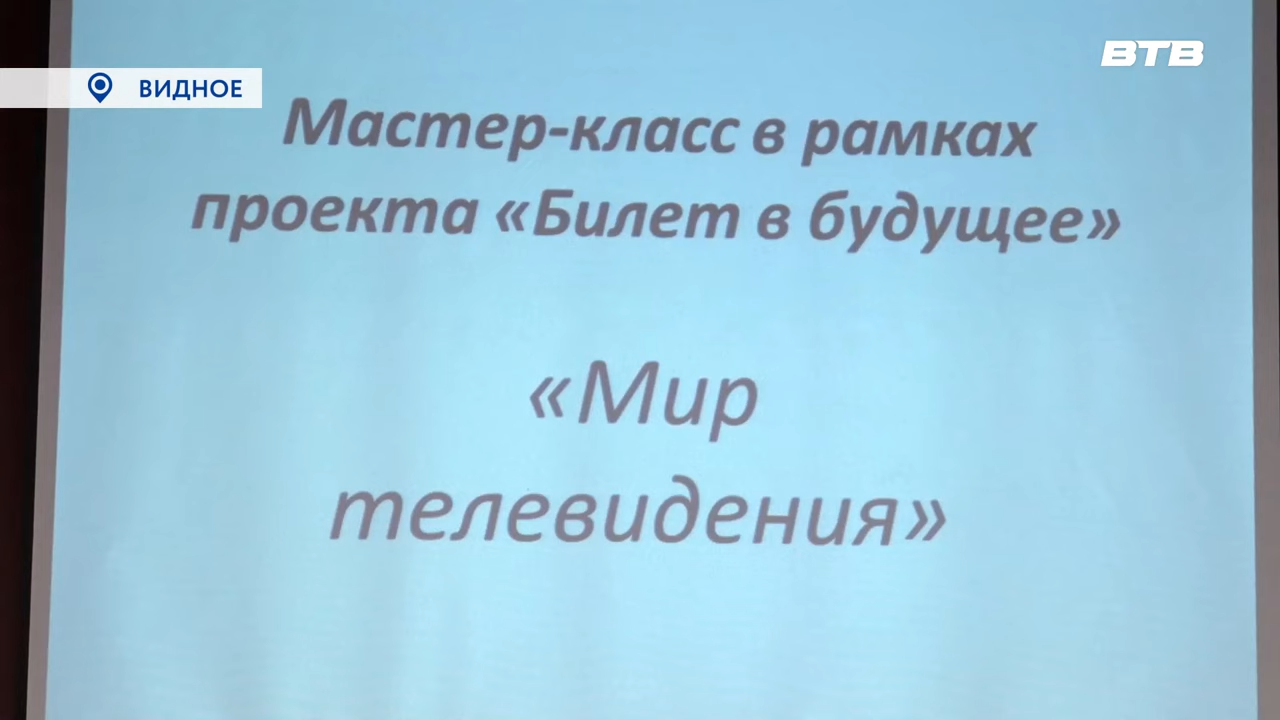 ВТВ
ВИДНОЕ
Мастер-класс в рамках
проекта «Билет в будущее»
«Мир
телевидения»